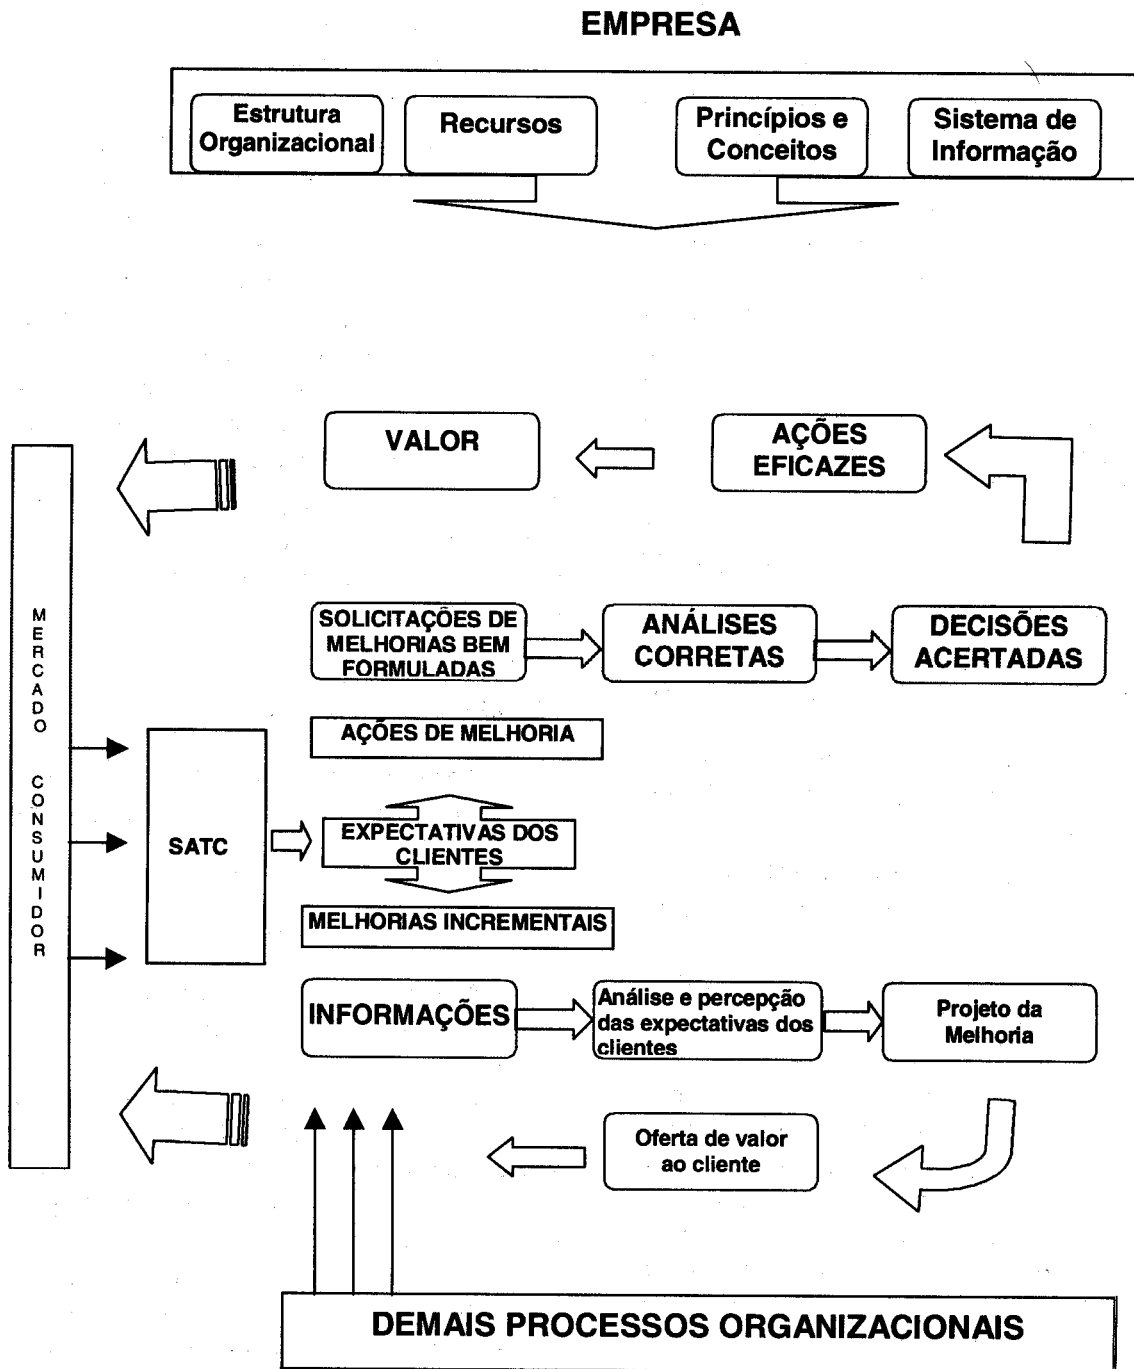 EMPRESA
Estrutura
Organizacional
Recursos
Princípios e
Conceitos
Sistema de
Informação
VALOR
AÇÕES
EFICAZES
MERCADO CONSUMIDOR
SOLICITAÇÕES DE
MELHORIAS BEM
FORMULADAS
ANÁLISES
CORRETAS
DECISÕES
ACERTADAS
AÇÕES DE MELHORIA
SATC
EXPECTATIVAS DOS
CLIENTES
MELHORIAS INCREMENTAIS
INFORMAÇÕES
Análise e percepção
das expectativas dos
clientes
Projeto da
Melhoria
Oferta de valor
ao cliente
DEMAIS PROCESSOS ORGANIZACIONAIS